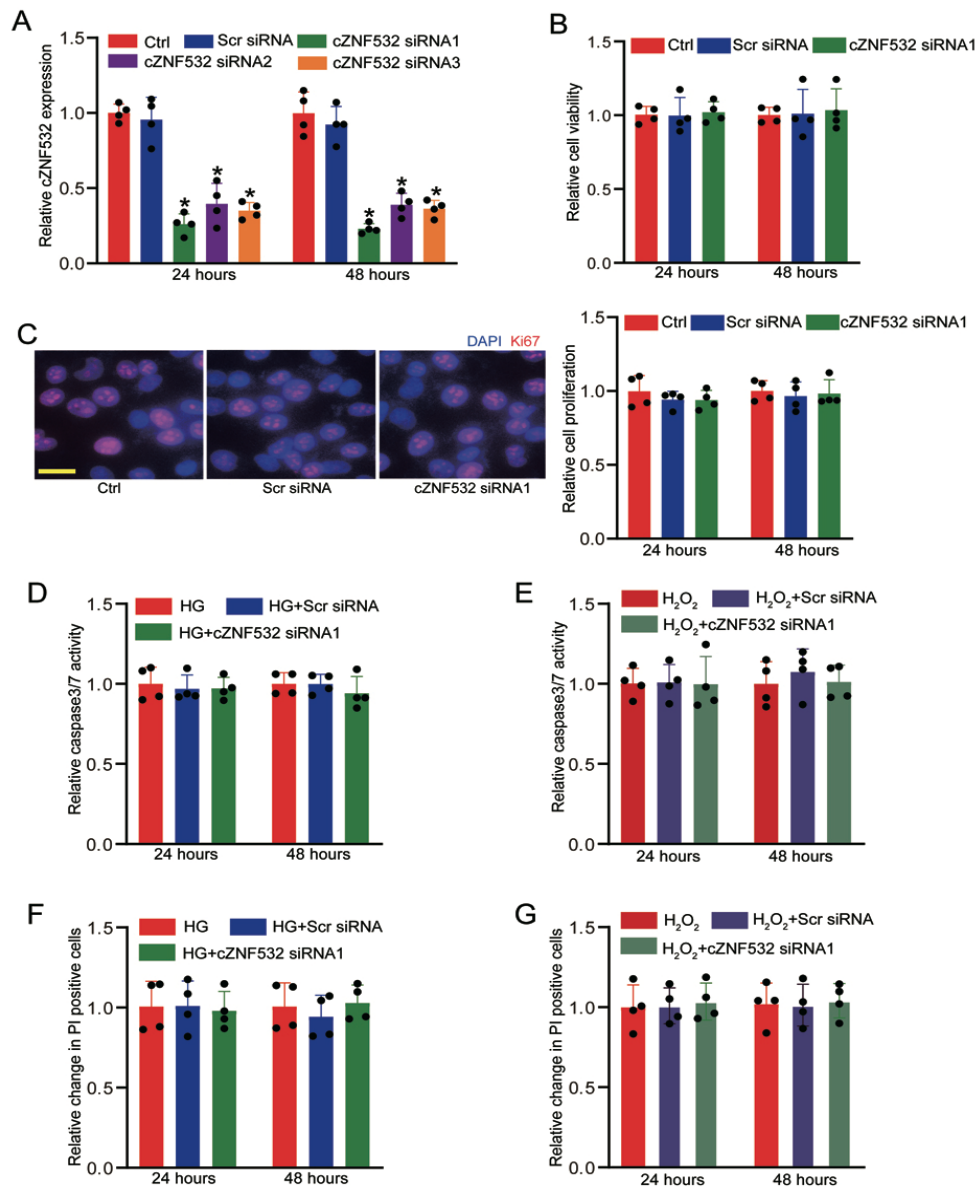 A
Ctrl Scr siRNA cZNF532 siRNA1
cZNF532 siRNA2 cZNF532 siRNA3
Relative cZNF532 expression
1.5
1.0
0.5
0.0
* * * * * *
24 hours 48 hours
B
Ctrl Scr siRNA cZNF532 siRNA1
Relative cell viability
1.5
1.0
0.5
0.0
24 hours 48 hours
C
DAPI Ki67
Ctrl Scr siRNA cZNF532 siRNA1
Ctrl Scr siRNA cZNF532 siRNA1
Relative cell proliferation
1.5
1.0
0.5
0.0
24 hours 48 hours
D
HG HG+Scr siRNA
HG+cZNF532 siRNA1
Relative caspase3/7 activity
1.5
1.0
0.5
0.0
24 hours 48 hours
E
H₂O₂ H₂O₂+Scr siRNA
H₂O₂+cZNF532 siRNA1
Relative caspase3/7 activity
1.5
1.0
0.5
0.0
24 hours 48 hours
F
HG HG+Scr siRNA
HG+cZNF532 siRNA1
Relative change in PI positive cells
1.5
1.0
0.5
0.0
24 hours 48 hours
G
H₂O₂ H₂O₂+Scr siRNA
H₂O₂+cZNF532 siRNA1
Relative change in PI positive cells
1.5
1.0
0.5
0.0
24 hours 48 hours